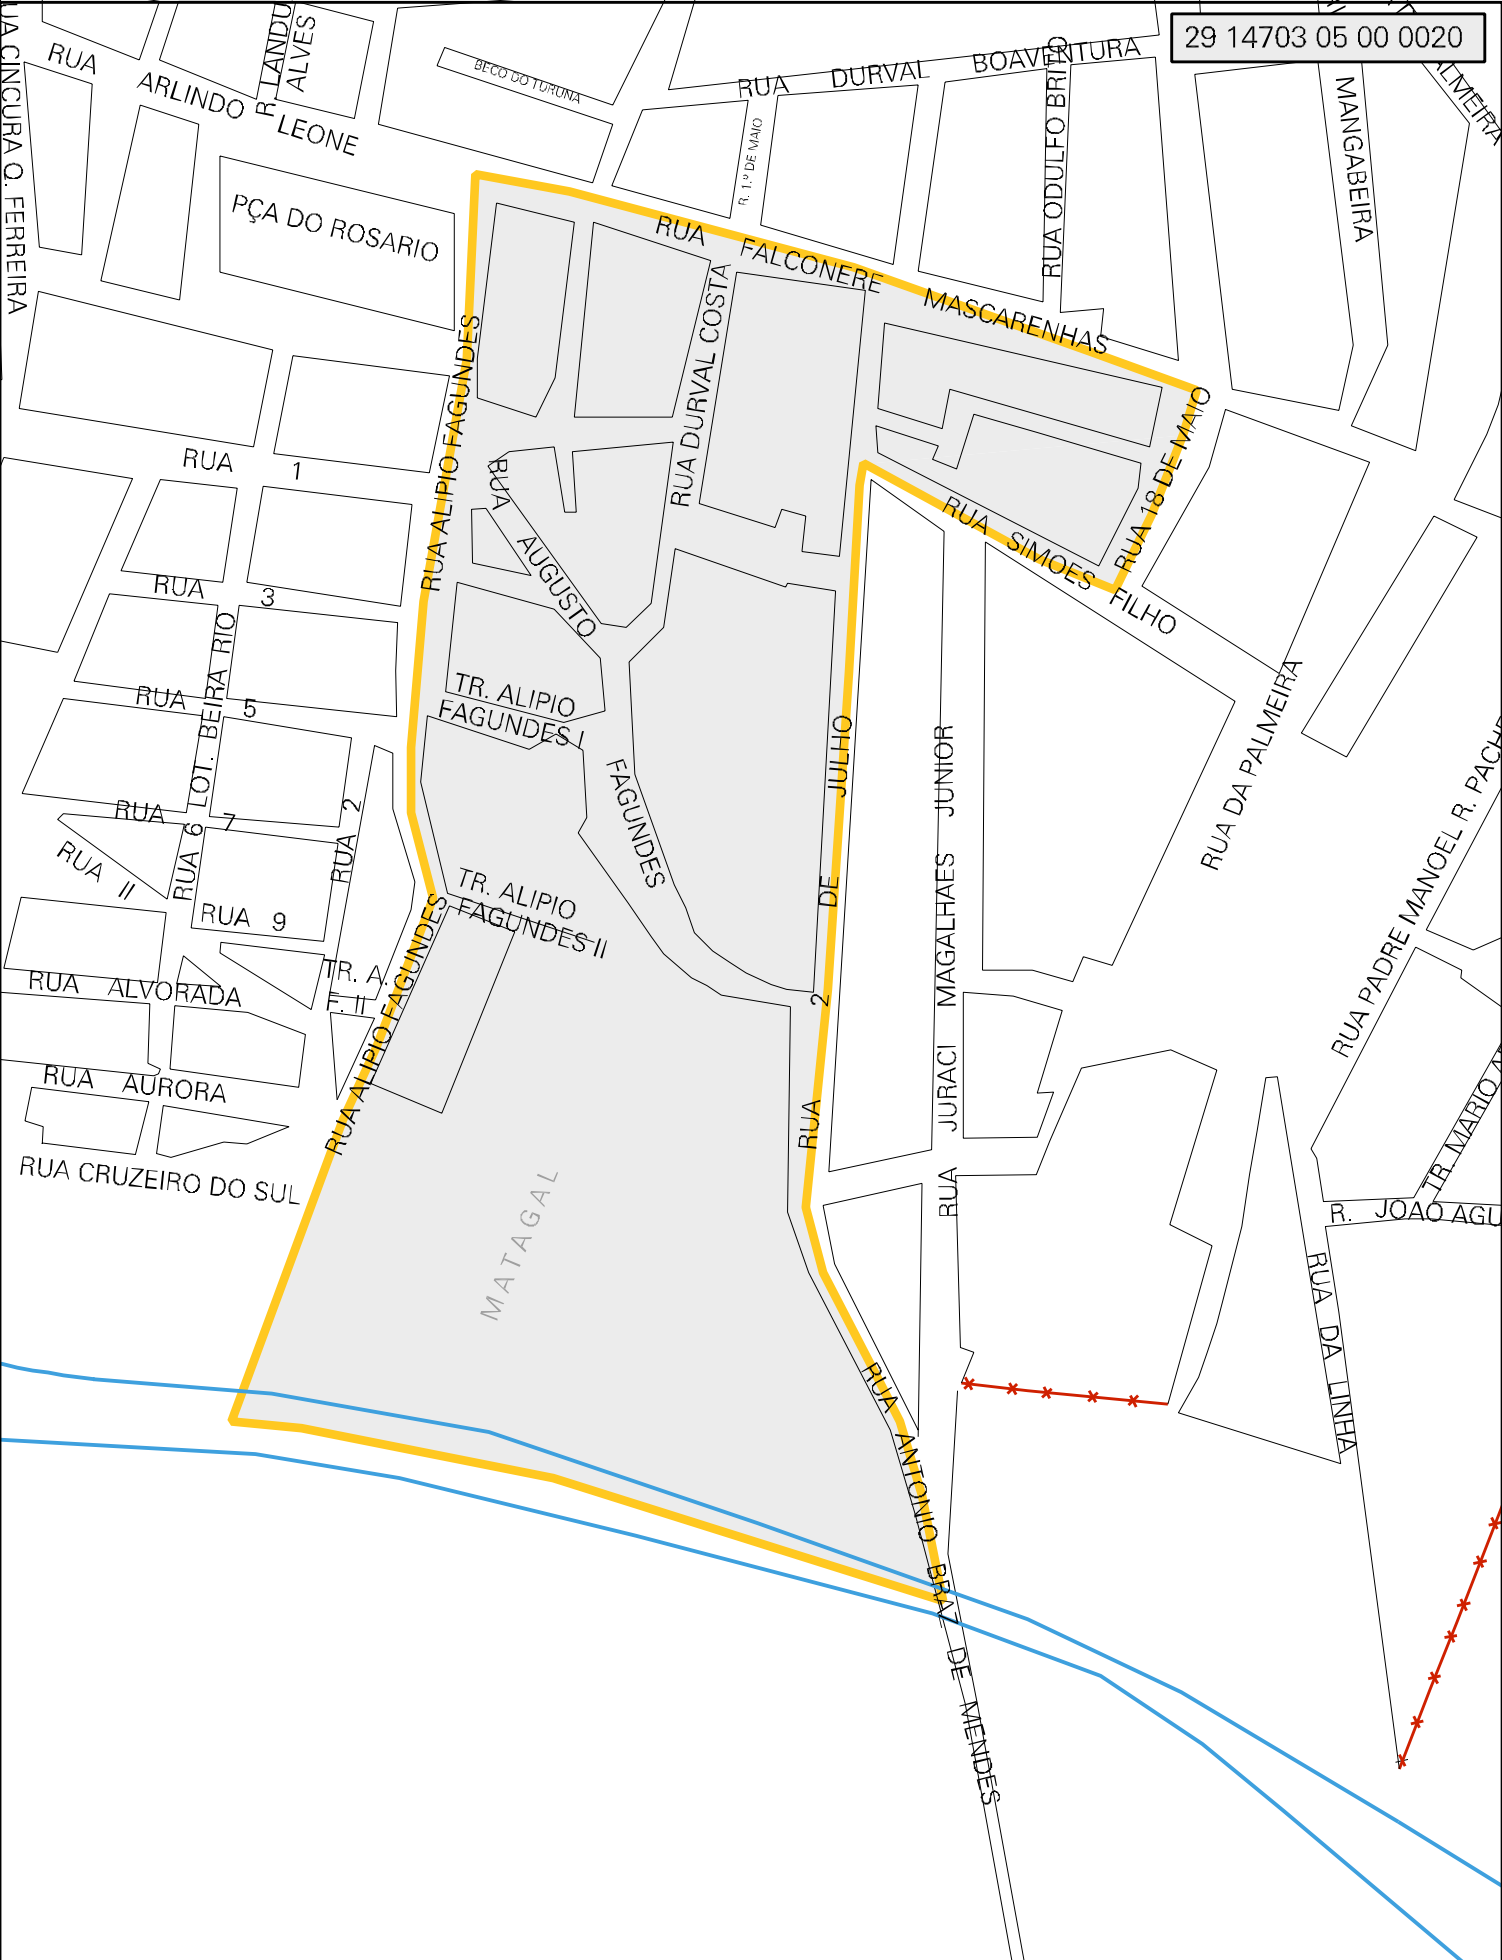 29 14703 05 00 0020
R. LANDU
ALVES
RUA ARLINDO LEONE
BECO DO TURUNA
RUA DURVAL BOAVENTURA
RUA ODULFO BRITO
R. 1.º DE MAIO
MANGABEIRA
PALMEIRA
UA CINCURA Q. FERREIRA
PÇA DO ROSARIO
RUA FALCONERE MASCARENHAS
RUA DURVAL COSTA
RUA ALIPIO FAGUNDES
RUA 18 DE MAIO
RUA SIMOES FILHO
RUA 1
RUA 3
RUA 5
RUA 7
RUA 9
RUA 6 LOT. BEIRA RIO
RUA 2
RUA II
RUA AUGUSTO FAGUNDES
TR. ALIPIO
FAGUNDES I
TR. ALIPIO
FAGUNDES II
TR. A.
F. II
RUA ALIPIO FAGUNDES
RUA ALVORADA
RUA AURORA
RUA CRUZEIRO DO SUL
MATAGAL
RUA 2 DE JULHO
RUA JURACI MAGALHAES JUNIOR
RUA DA PALMEIRA
RUA PADRE MANOEL R. PACHE
TR. MARIO A
R. JOAO AGU
RUA DA LINHA
RUA ANTONIO BRAZ DE MENDES